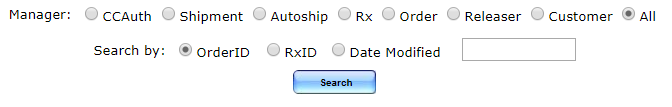 Manager: CCAuth Shipment Autoship Rx Order Releaser Customer All
Search by: OrderID RxID Date Modified
Search